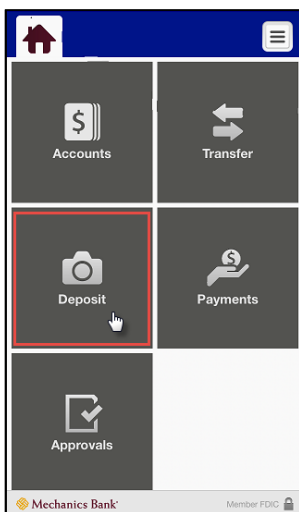 Accounts
Transfer
Deposit
Payments
Approvals
Mechanics Bank
Member FDIC